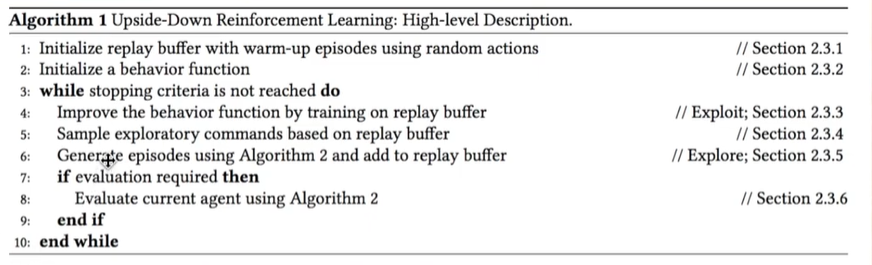 Algorithm 1 Upside-Down Reinforcement Learning: High-level Description.
1: Initialize replay buffer with warm-up episodes using random actions // Section 2.3.1
2: Initialize a behavior function // Section 2.3.2
3: while stopping criteria is not reached do
4: Improve the behavior function by training on replay buffer // Exploit; Section 2.3.3
5: Sample exploratory commands based on replay buffer // Section 2.3.4
6: Generate episodes using Algorithm 2 and add to replay buffer // Explore; Section 2.3.5
7: if evaluation required then
8: Evaluate current agent using Algorithm 2 // Section 2.3.6
9: end if
10: end while